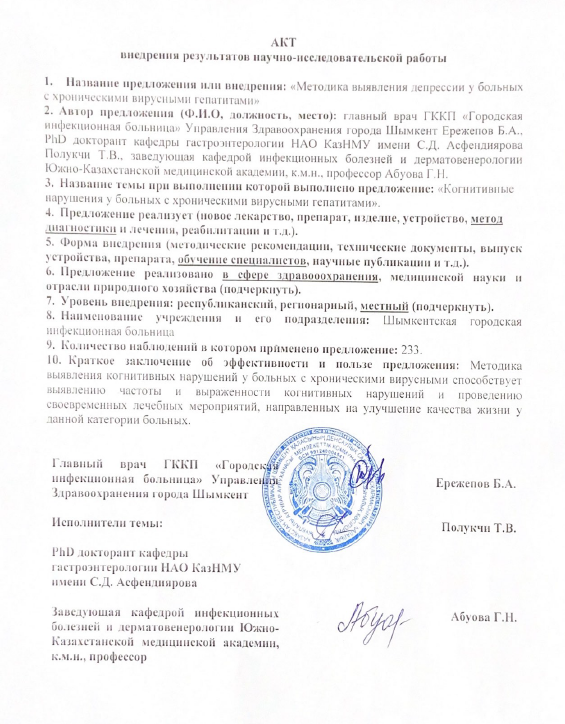 АКТ
внедрения результатов научно-исследовательской работы
1. Название предложения или внедрения: «Методика выявления депрессии у больных
с хроническими вирусными гепатитами»
2. Автор предложения (Ф.И.О, должность, место): главный врач ГККП «Городская
инфекционная больница» Управления Здравоохранения города Шымкент Ережепов Б.А.,
PhD докторант кафедры гастроэнтерологии НАО КазНМУ имени С.Д. Асфендиярова
Полукчи Т.В., заведующая кафедрой инфекционных болезней и дерматовенерологии
Южно-Казахстанской медицинской академии, к.м.н., профессор Абуова Г.Н.
3. Название темы при выполнении которой выполнено предложение: «Когнитивные
нарушения у больных с хроническими вирусными гепатитами».
4. Предложение реализует (новое лекарство, препарат, изделие, устройство, метод
диагностики и лечения, реабилитации и т.д.).
5. Форма внедрения (методические рекомендации, технические документы, выпуск
устройства, препарата, обучение специалистов, научные публикации и т.д.).
6. Предложение реализовано в сфере здравооохранения, медицинской науки и
отрасли природного хозяйства (подчеркнуть).
7. Уровень внедрения: республиканский, регионарный, местный (подчеркнуть).
8. Наименование учреждения и его подразделения: Шымкентская городская
инфекционная больница
9. Количество наблюдений в котором применено предложение: 233.
10. Краткое заключение об эффективности и пользе предложения: Методика
выявления когнитивных нарушений у больных с хроническими вирусными способствует
выявлению частоты и выраженности когнитивных нарушений и проведению
своевременных лечебных мероприятий, направленных на улучшение качества жизни у
данной категории больных.
Главный врач ГККП «Городская
инфекционная больница» Управления
Здравоохранения города Шымкент
Ережепов Б.А.
Исполнители темы:
Полукчи Т.В.
PhD докторант кафедры
гастроэнтерологии НАО КазНМУ
имени С.Д. Асфендиярова
Заведующая кафедрой инфекционных
болезней и дерматовенерологии Южно-
Казахстанской медицинской академии,
к.м.н., профессор
Абуова Г.Н.